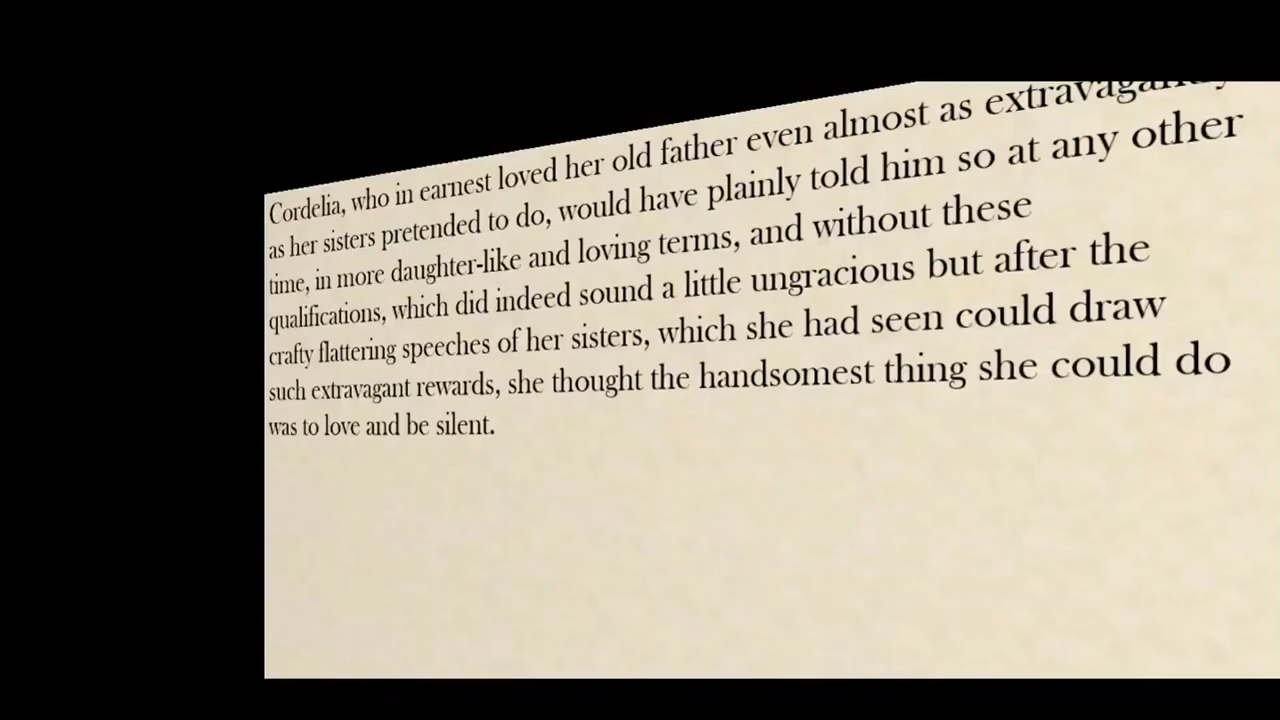 Cordelia, who in earnest loved her old father even almost as extravagantly
as her sisters pretended to do, would have plainly told him so at any other
time, in more daughter-like and loving terms, and without these
qualifications, which did indeed sound a little ungracious but after the
crafty flattering speeches of her sisters, which she had seen could draw
such extravagant rewards, she thought the handsomest thing she could do
was to love and be silent.